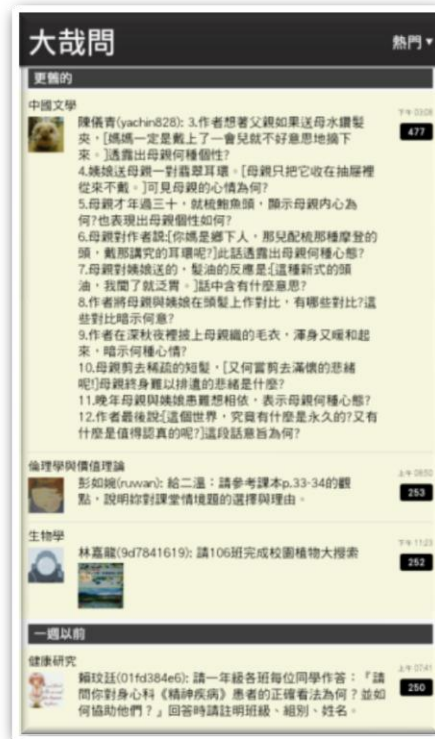 大哉問
熱門▼
更舊的
中國文學
下午 03:08
477
陳儀青(yachin828): 3.作者想著父親如果送母水鑽髮
夾，[媽媽一定是戴上了一會兒就不好意思地摘下
來。]透露出母親何種個性?
4.姨娘送母親一對翡翠耳環。[母親只把它收在抽屜裡
從來不戴。]可見母親的心情為何?
5.母親才年過三十，就梳鮑魚頭，顯示母親內心為
何?也表現出母親個性如何?
6.母親對作者說:[你媽是鄉下人，那兒配梳那種摩登的
頭，戴那講究的耳環呢?]此話透露出母親何種心態?
7.母親對姨娘送的，髮油的反應是:[這種新式的頭
油，我聞了就泛胃。]話中含有什麼意思?
8.作者將母親與姨娘在頭髮上作對比，有哪些對比?這
些對比暗示何意?
9.作者在深秋夜裡披上母親織的毛衣，渾身又暖和起
來，暗示何種心情?
10.母親剪去稀疏的短髮，[又何嘗剪去滿懷的悲緒
呢!]母親終身難以排遣的悲緒是什麼?
11.晚年母親與姨娘患難想相依，表示母親何種心態?
12.作者最後說:[這個世界，究竟有什麼是永久的?又有
什麼是值得認真的呢?]這段話意旨為何?
倫理學與價值理論
上午 08:50
253
彭如婉(ruwan): 給二溫：請參考課本p.33-34的觀
點，說明妳對課堂情境題的選擇與理由。
生物學
下午 11:23
252
林嘉龍(9d7841619): 請106班完成校園植物大搜索
一週以前
健康研究
上午 07:41
250
賴玟廷(01fd384e6): 請一年級各班每位同學作答：『請
問你對身心科《精神疾病》患者的正確看法為何？並如
何協助他們？』回答時請註明班級、組別、姓名。